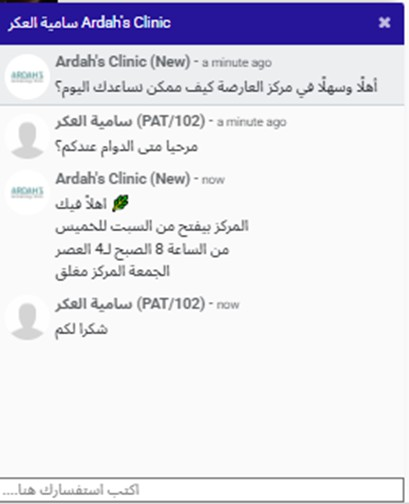 سامية العكر Ardah's Clinic ×
Ardah's Clinic (New) - a minute ago
أهلًا وسهلًا في مركز العارضة كيف ممكن نساعدك اليوم؟
سامية العكر (PAT/102) - a minute ago
مرحبا متى الدوام عندكم؟
Ardah's Clinic (New) - now
اهلاً فيك 🌿
المركز بيفتح من السبت للخميس
من الساعة 8 الصبح لـ4 العصر
الجمعة المركز مغلق
سامية العكر (PAT/102) - now
شكرا لكم
اكتب استفسارك هنا....